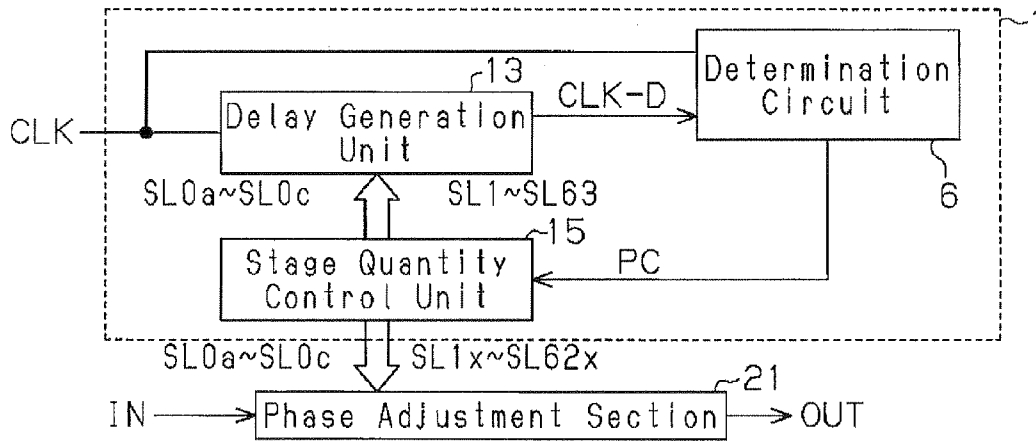 13
Determination
Circuit
CLK
Delay Generation
Unit
CLK-D
6
SL0a~SL0c
SL1~SL63
15
Stage Quantity
Control Unit
PC
SL0a~SL0c
SL1x~SL62x
21
IN
Phase Adjustment Section
OUT